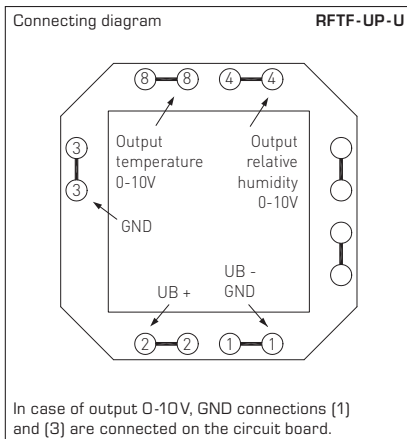 Connecting diagram RFTF-UP-U
8 8 4 4
Output
temperature
0-10V
Output
relative
humidity
0-10V
3
3
GND
UB -
GND
UB +
2 2 1 1
In case of output 0-10V, GND connections (1)
and (3) are connected on the circuit board.